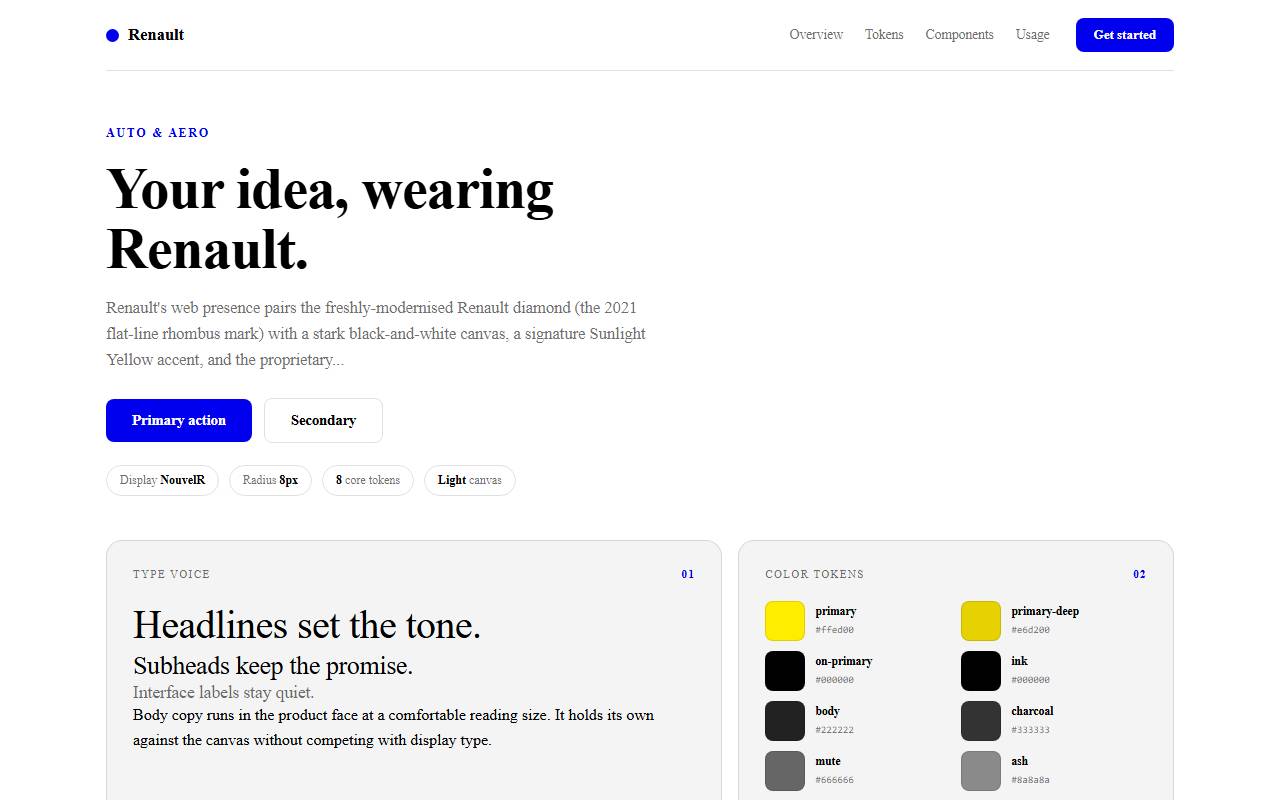 Renault
Overview Tokens Components Usage Get started
AUTO & AERO
Your idea, wearing
Renault.
Renault's web presence pairs the freshly-modernised Renault diamond (the 2021
flat-line rhombus mark) with a stark black-and-white canvas, a signature Sunlight
Yellow accent, and the proprietary...
Primary action Secondary
Display NouvelR Radius 8px 8 core tokens Light canvas
TYPE VOICE 01
Headlines set the tone.
Subheads keep the promise.
Interface labels stay quiet.
Body copy runs in the product face at a comfortable reading size. It holds its own
against the canvas without competing with display type.
COLOR TOKENS 02
primary
#ffed00
primary-deep
#e6d200
on-primary
#000000
ink
#000000
body
#222222
charcoal
#333333
mute
#666666
ash
#8a8a8a